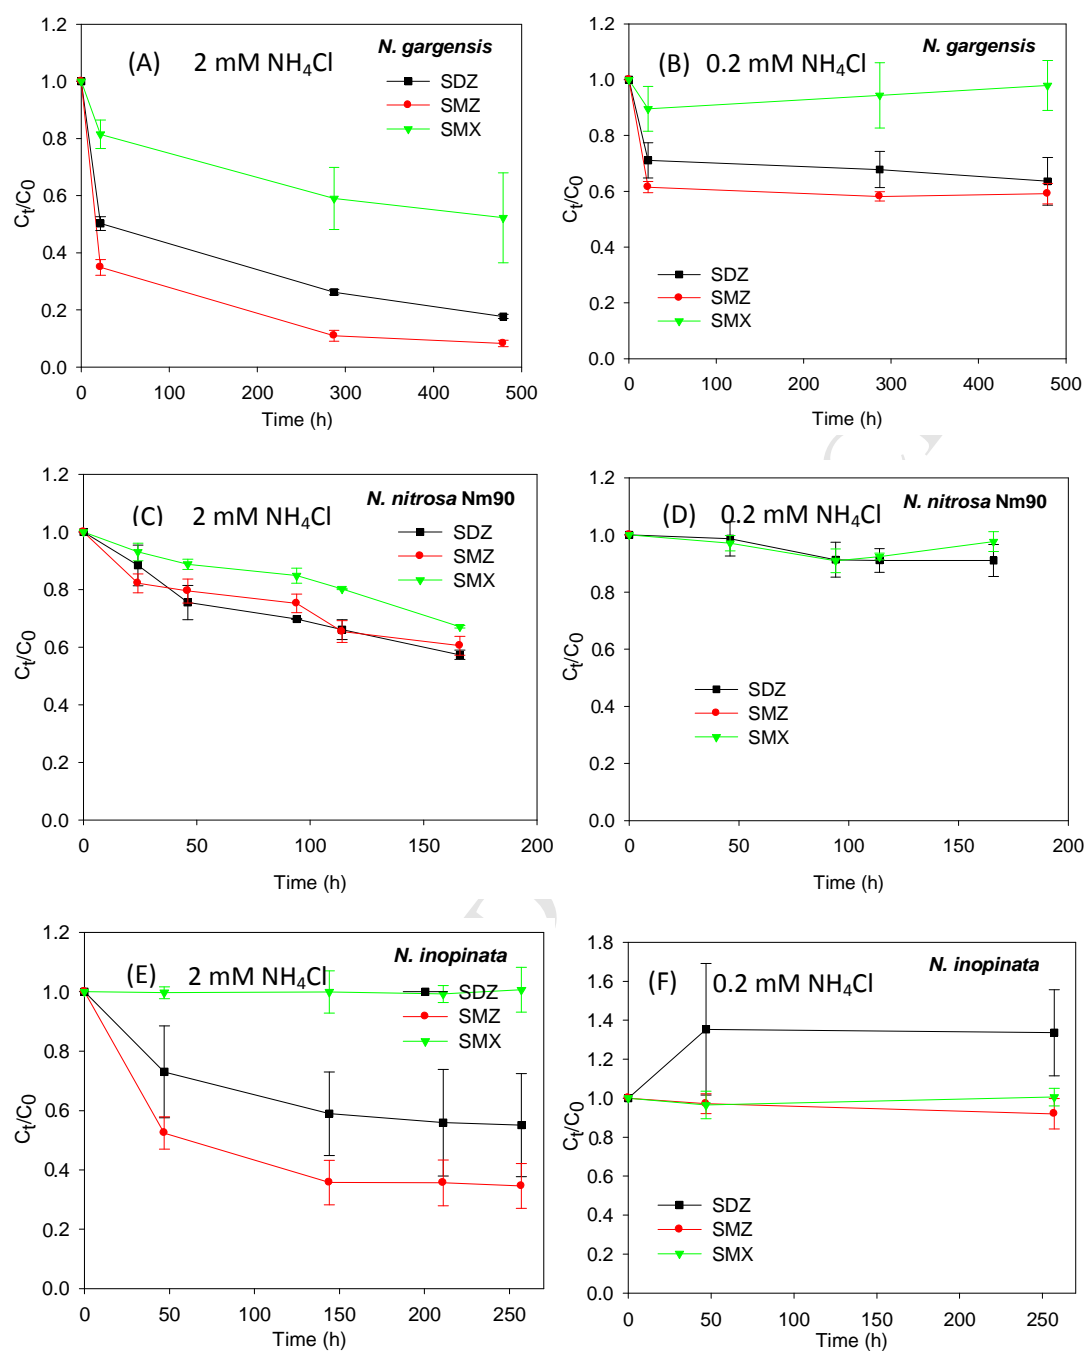 (A) 2 mM NH₄Cl
N. gargensis
SDZ
SMZ
SMX
1.2
1.0
0.8
0.6
0.4
0.2
0.0
Cₜ/C₀
0 100 200 300 400 500
Time (h)
(B) 0.2 mM NH₄Cl
N. gargensis
SDZ
SMZ
SMX
1.2
1.0
0.8
0.6
0.4
0.2
0.0
Cₜ/C₀
0 100 200 300 400 500
Time (h)
(C) 2 mM NH₄Cl
N. nitrosa Nm90
SDZ
SMZ
SMX
1.2
1.0
0.8
0.6
0.4
0.2
0.0
Cₜ/C₀
0 50 100 150 200
Time (h)
(D) 0.2 mM NH₄Cl
N. nitrosa Nm90
SDZ
SMZ
SMX
1.2
1.0
0.8
0.6
0.4
0.2
0.0
Cₜ/C₀
0 50 100 150 200
Time (h)
(E) 2 mM NH₄Cl
N. inopinata
SDZ
SMZ
SMX
1.2
1.0
0.8
0.6
0.4
0.2
0.0
Cₜ/C₀
0 50 100 150 200 250
Time (h)
(F) 0.2 mM NH₄Cl
N. inopinata
SDZ
SMZ
SMX
1.8
1.6
1.4
1.2
1.0
0.8
0.6
0.4
0.2
0.0
Cₜ/C₀
0 50 100 150 200 250
Time (h)